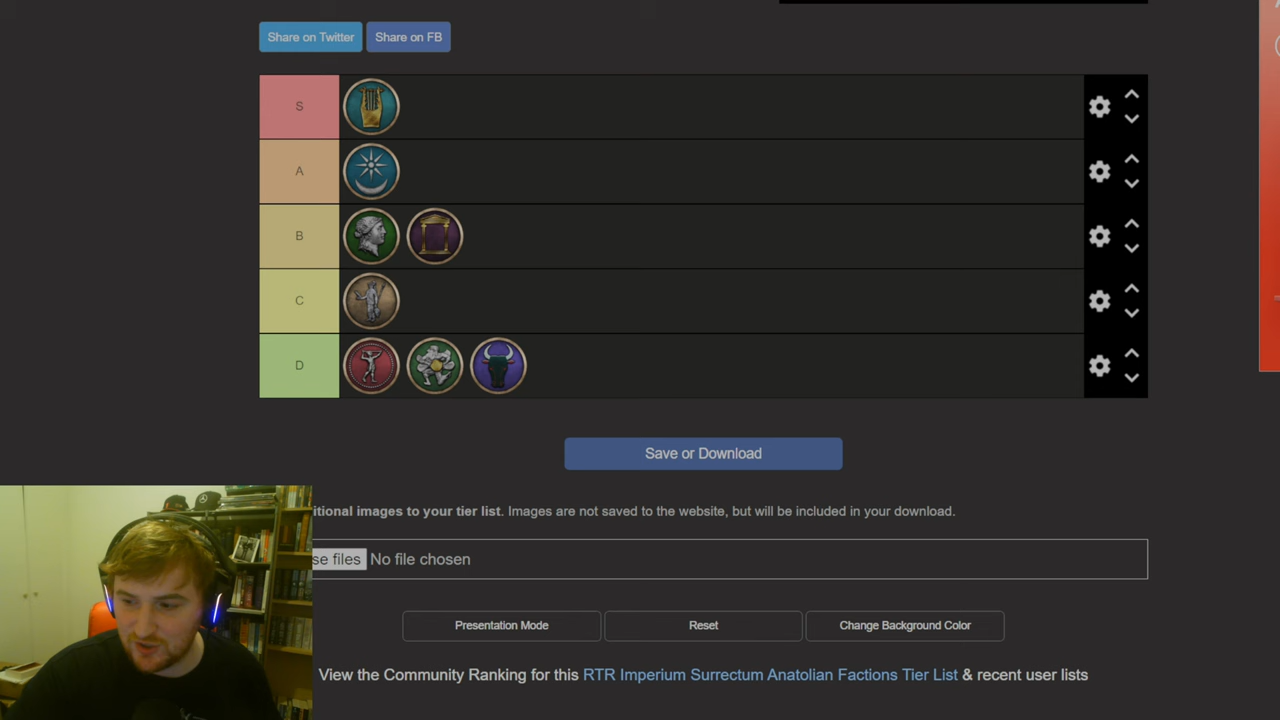 Share on Twitter Share on FB
S
A
B
C
D
Save or Download
itional images to your tier list. Images are not saved to the website, but will be included in your download.
se files No file chosen
Presentation Mode Reset Change Background Color
View the Community Ranking for this RTR Imperium Surrectum Anatolian Factions Tier List & recent user lists